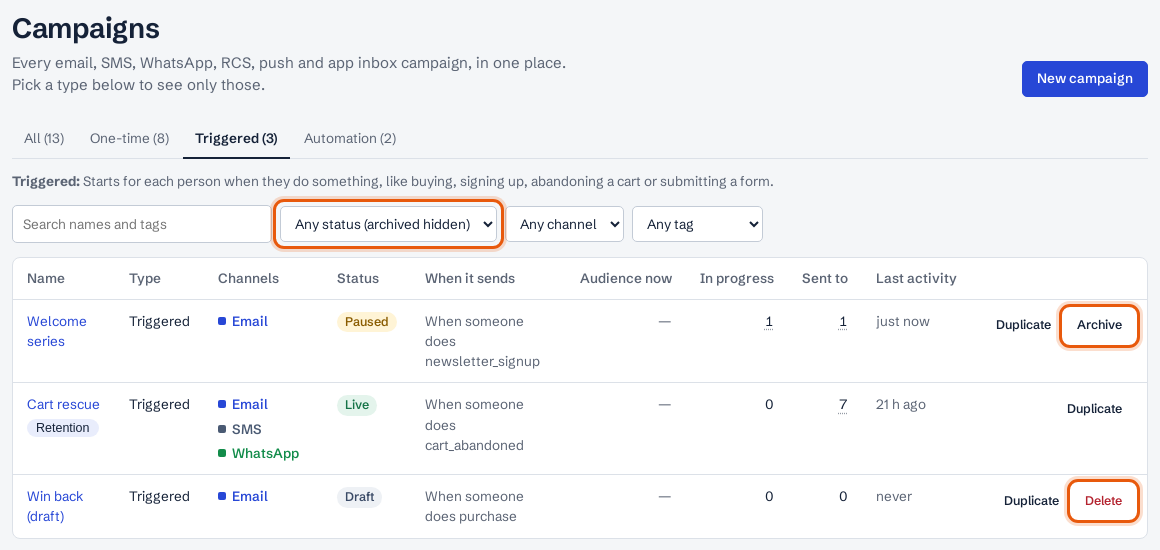 Campaigns
Every email, SMS, WhatsApp, RCS, push and app inbox campaign, in one place.
Pick a type below to see only those.
New campaign
All (13) One-time (8) Triggered (3) Automation (2)
Triggered: Starts for each person when they do something, like buying, signing up, abandoning a cart or submitting a form.
Search names and tags Any status (archived hidden) Any channel Any tag
Name Type Channels Status When it sends Audience now In progress Sent to Last activity
Welcome series Triggered Email Paused When someone does newsletter_signup — 1 1 just now Duplicate Archive
Cart rescue Triggered Email Live When someone does cart_abandoned — 0 7 21 h ago Duplicate
Retention SMS
WhatsApp
Win back (draft) Triggered Email Draft When someone does purchase — 0 0 never Duplicate Delete